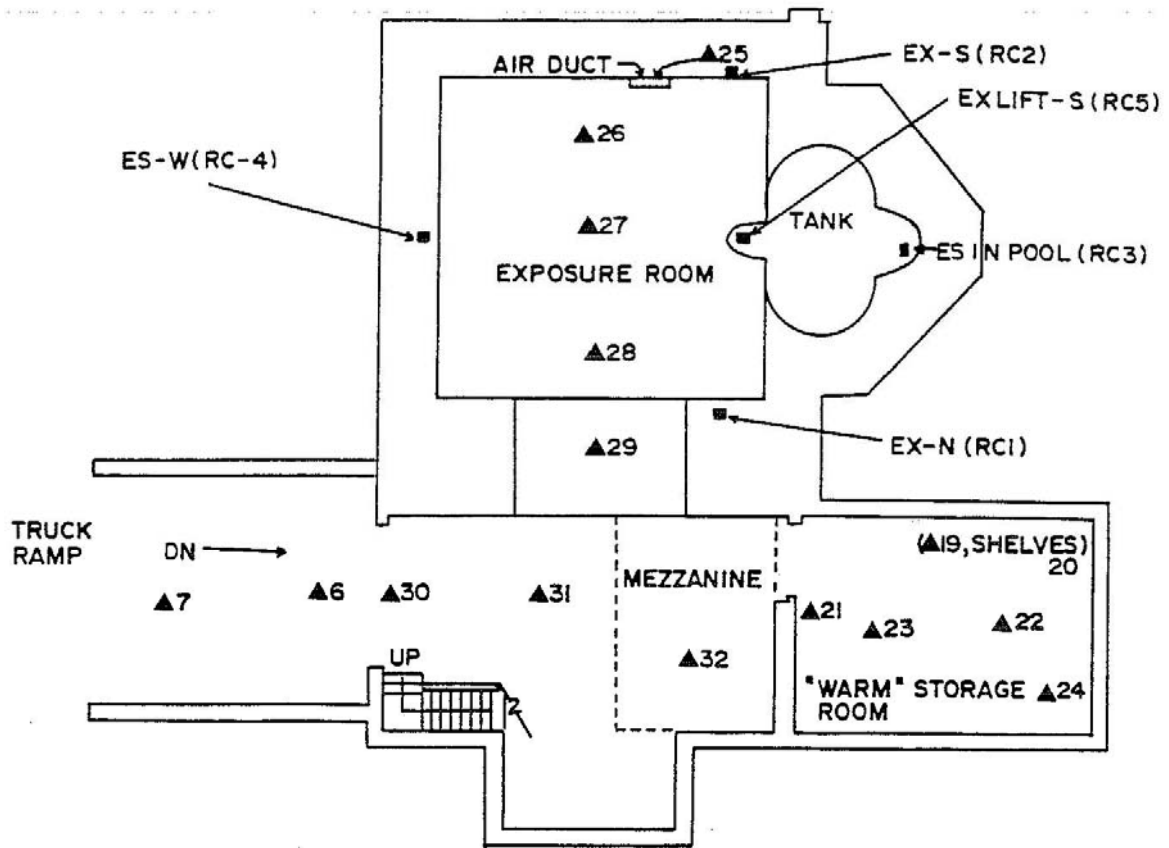 25
AIR DUCT
EX-S(RC2)
EXLIFT-S(RC5)
26
ES-W(RC-4)
27
TANK
ES IN POOL(RC3)
EXPOSURE ROOM
28
29
EX-N(RC1)
TRUCK
RAMP
DN
(19, SHELVES)
20
MEZZANINE
7
6
30
31
21
23
22
32
UP
2
"WARM" STORAGE
ROOM
24